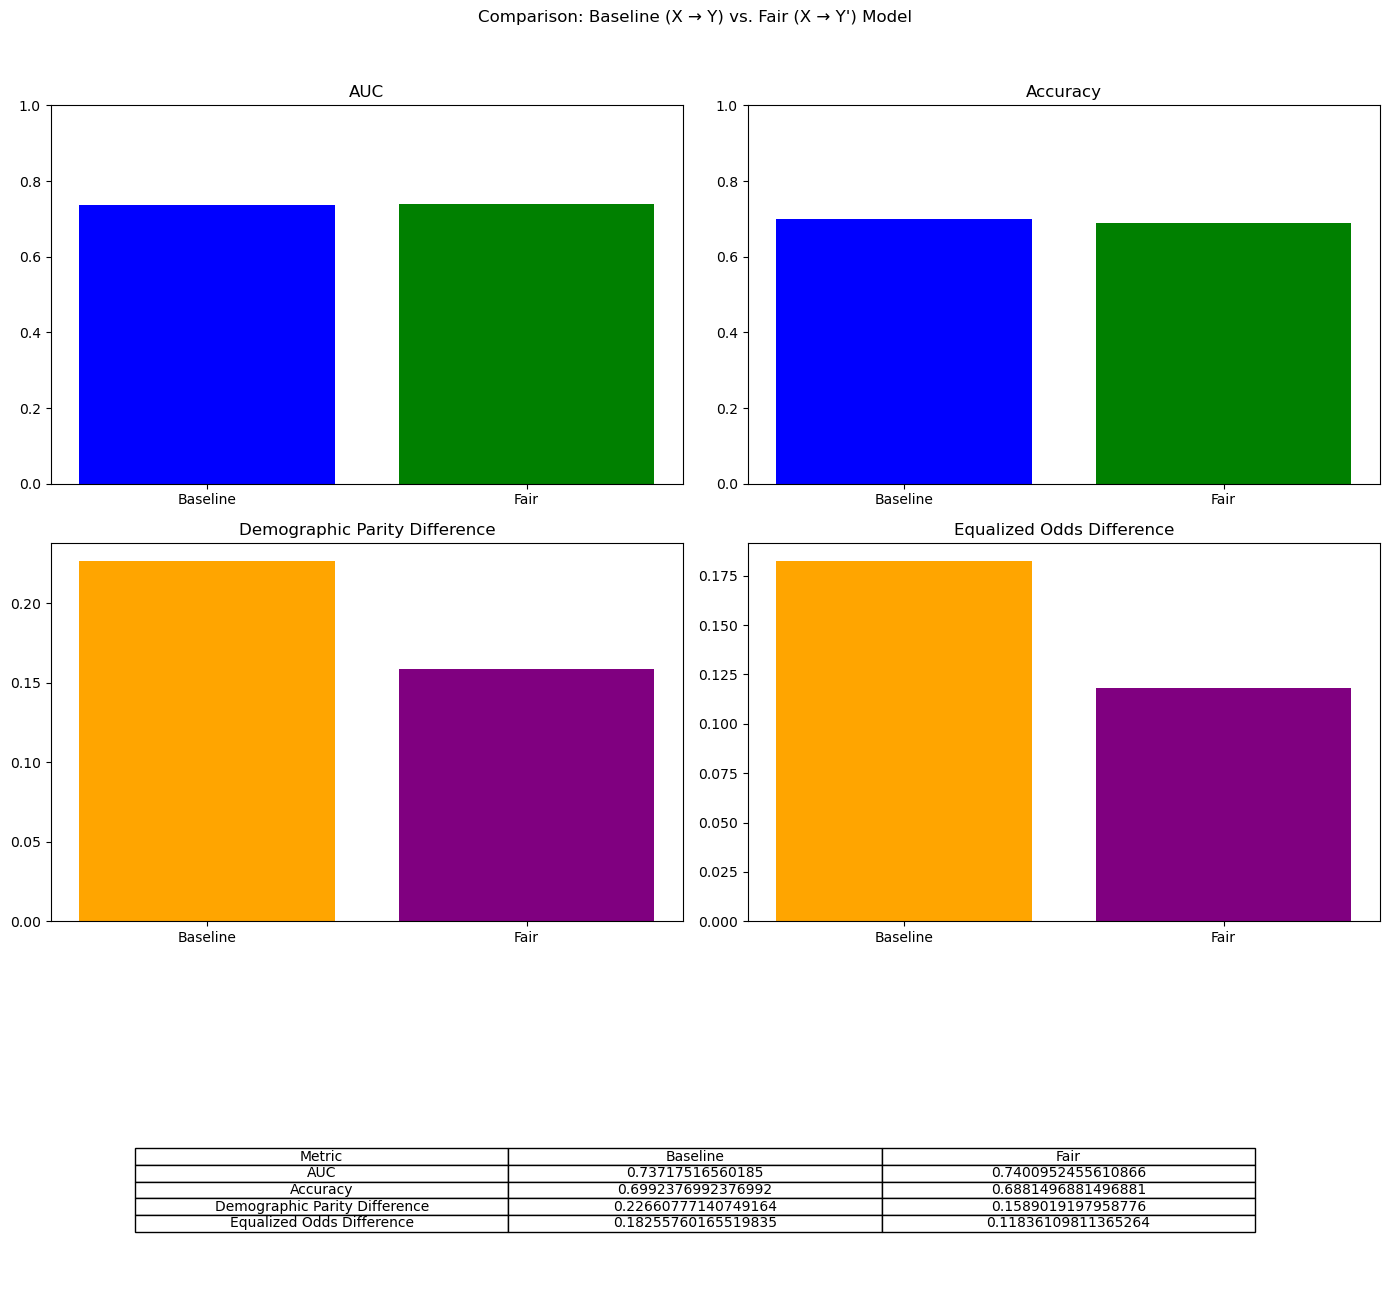 Comparison: Baseline (X → Y) vs. Fair (X → Y') Model
AUC
1.0
0.8
0.6
0.4
0.2
0.0
Baseline Fair
Accuracy
1.0
0.8
0.6
0.4
0.2
0.0
Baseline Fair
Demographic Parity Difference
0.20
0.15
0.10
0.05
0.00
Baseline Fair
Equalized Odds Difference
0.175
0.150
0.125
0.100
0.075
0.050
0.025
0.000
Baseline Fair
Metric Baseline Fair
AUC 0.73717516560185 0.7400952455610866
Accuracy 0.6992376992376992 0.6881496881496881
Demographic Parity Difference 0.22660777140749164 0.1589019197958776
Equalized Odds Difference 0.18255760165519835 0.11836109811365264